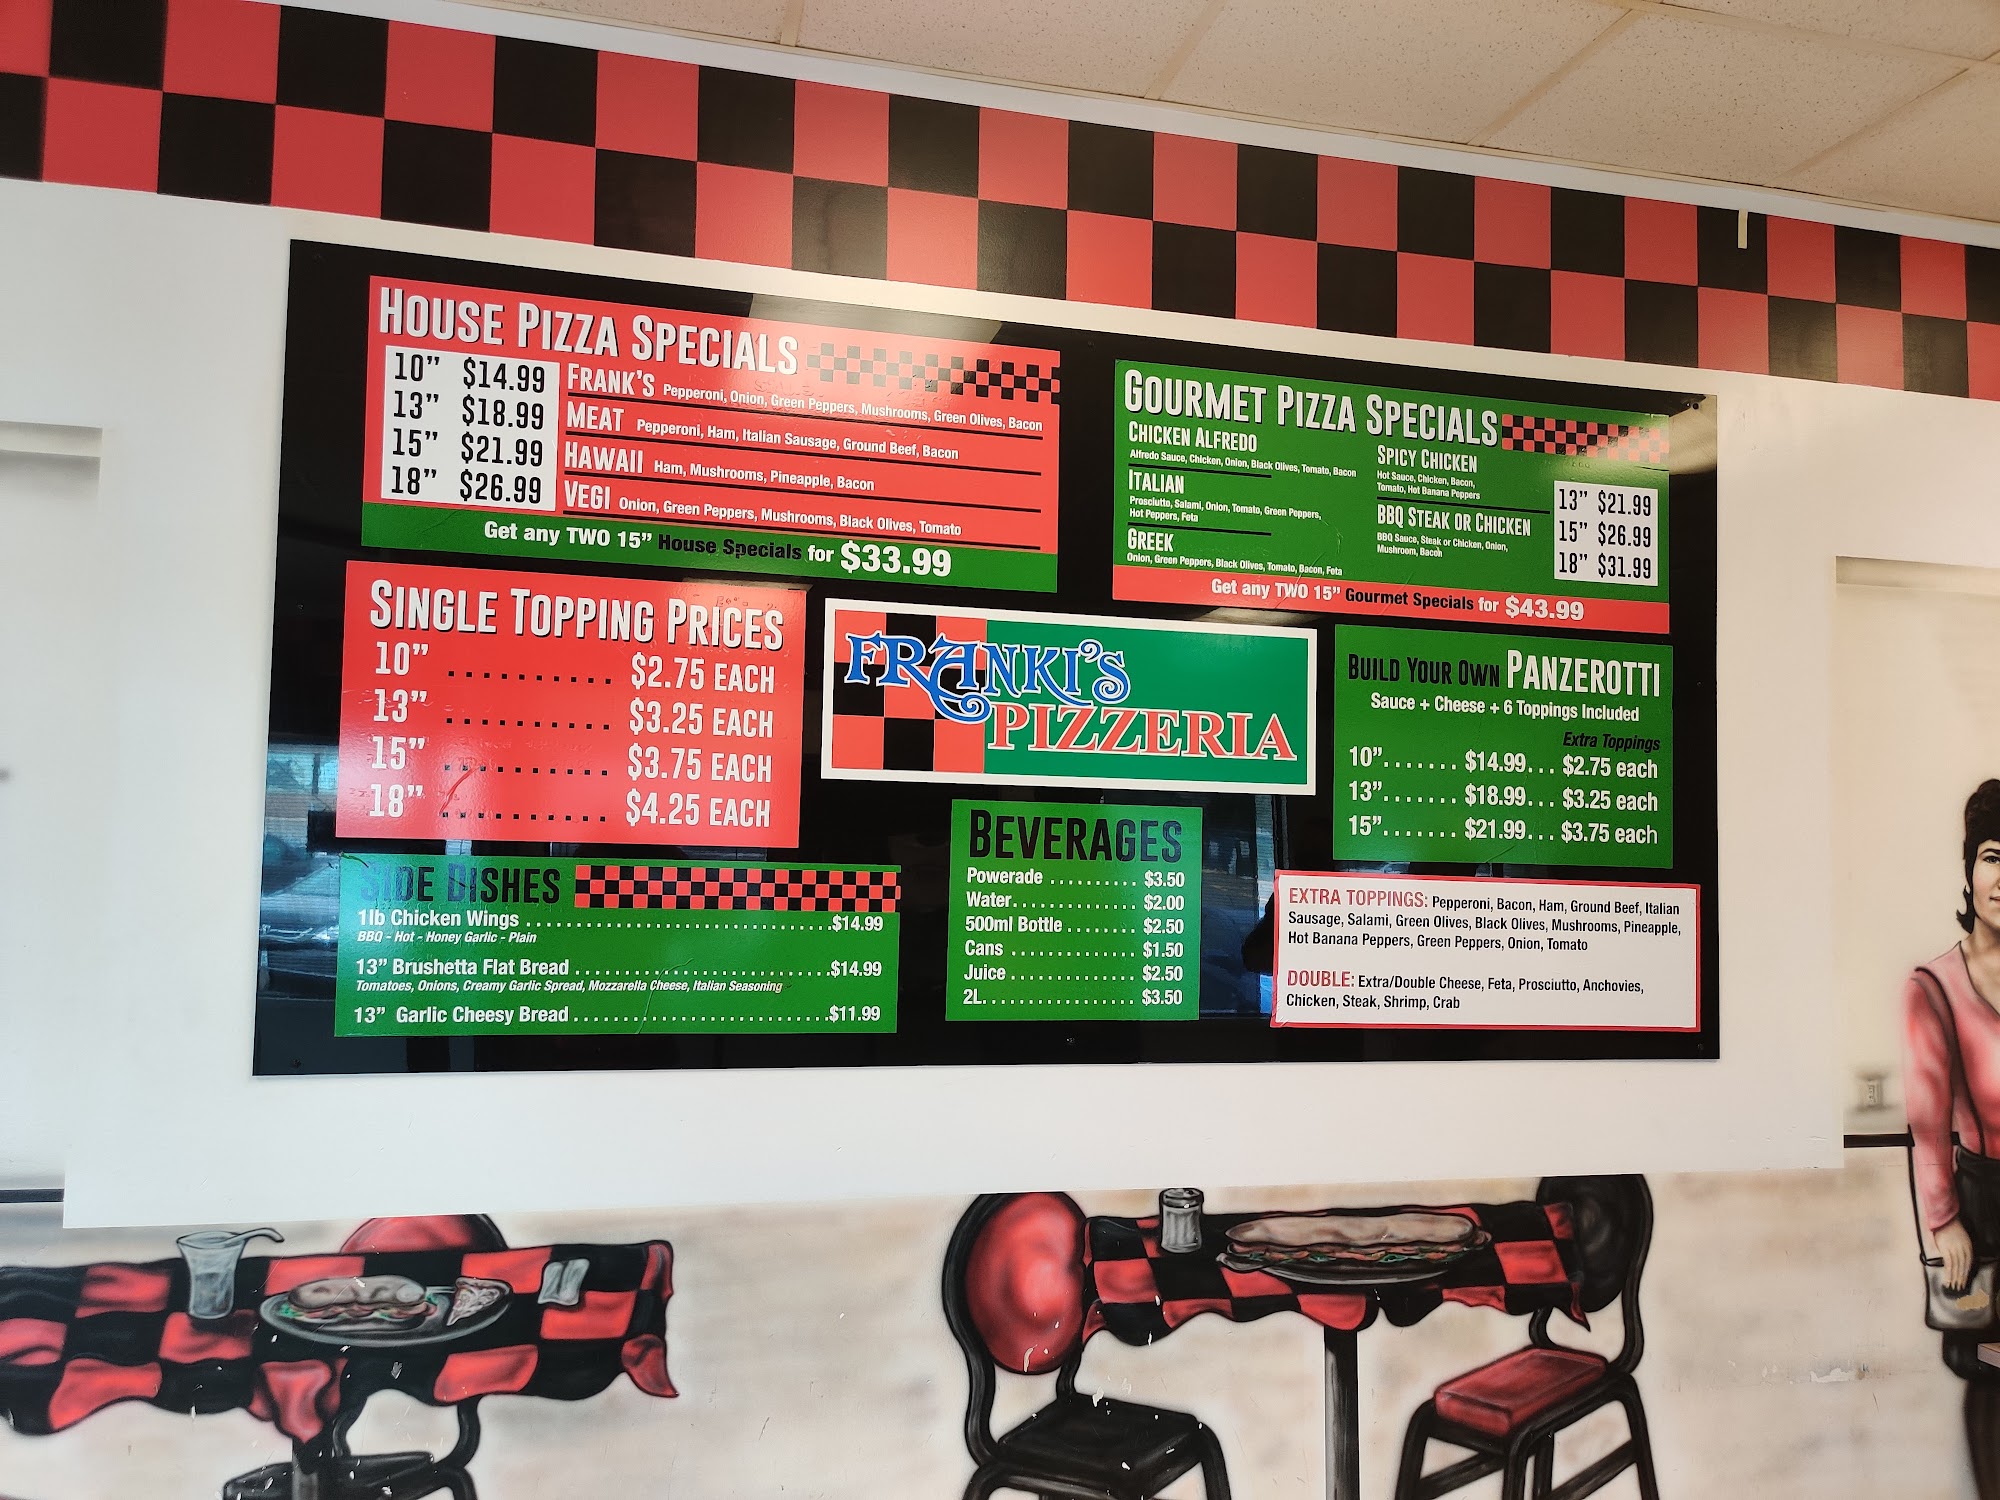 HOUSE PIZZA SPECIALS
10” $14.99
13” $18.99
15” $21.99
18” $26.99
FRANK'S Pepperoni, Onion, Green Peppers, Mushrooms, Green Olives, Bacon
MEAT Pepperoni, Ham, Italian Sausage, Ground Beef, Bacon
HAWAII Ham, Mushrooms, Pineapple, Bacon
VEGI Onion, Green Peppers, Mushrooms, Black Olives, Tomato
Get any TWO 15” House Specials for $33.99
GOURMET PIZZA SPECIALS
CHICKEN ALFREDO
Alfredo Sauce, Chicken, Onion, Black Olives, Tomato, Bacon
ITALIAN
Prosciutto, Salami, Onion, Tomato, Green Peppers,
Hot Peppers, Feta
GREEK
Onion, Green Peppers, Black Olives, Tomato, Bacon, Feta
SPICY CHICKEN
Hot Sauce, Chicken, Bacon,
Tomato, Hot Banana Peppers
BBQ STEAK OR CHICKEN
BBQ Sauce, Steak or Chicken, Onion,
Mushroom, Bacon
13” $21.99
15” $26.99
18” $31.99
Get any TWO 15” Gourmet Specials for $43.99
SINGLE TOPPING PRICES
10” .......... $2.75 EACH
13” .......... $3.25 EACH
15” .......... $3.75 EACH
18” .......... $4.25 EACH
FRANKI'S
PIZZERIA
BUILD YOUR OWN PANZEROTTI
Sauce + Cheese + 6 Toppings Included
Extra Toppings
10”....... $14.99... $2.75 each
13”....... $18.99... $3.25 each
15”....... $21.99... $3.75 each
SIDE DISHES
1lb Chicken Wings ..............................$14.99
BBQ - Hot - Honey Garlic - Plain
13” Brushetta Flat Bread .........................$14.99
Tomatoes, Onions, Creamy Garlic Spread, Mozzarella Cheese, Italian Seasoning
13” Garlic Cheesy Bread .........................$11.99
BEVERAGES
Powerade .......... $3.50
Water.............. $2.00
500ml Bottle ........ $2.50
Cans .............. $1.50
Juice .............. $2.50
2L................. $3.50
EXTRA TOPPINGS: Pepperoni, Bacon, Ham, Ground Beef, Italian
Sausage, Salami, Green Olives, Black Olives, Mushrooms, Pineapple,
Hot Banana Peppers, Green Peppers, Onion, Tomato
DOUBLE: Extra/Double Cheese, Feta, Prosciutto, Anchovies,
Chicken, Steak, Shrimp, Crab